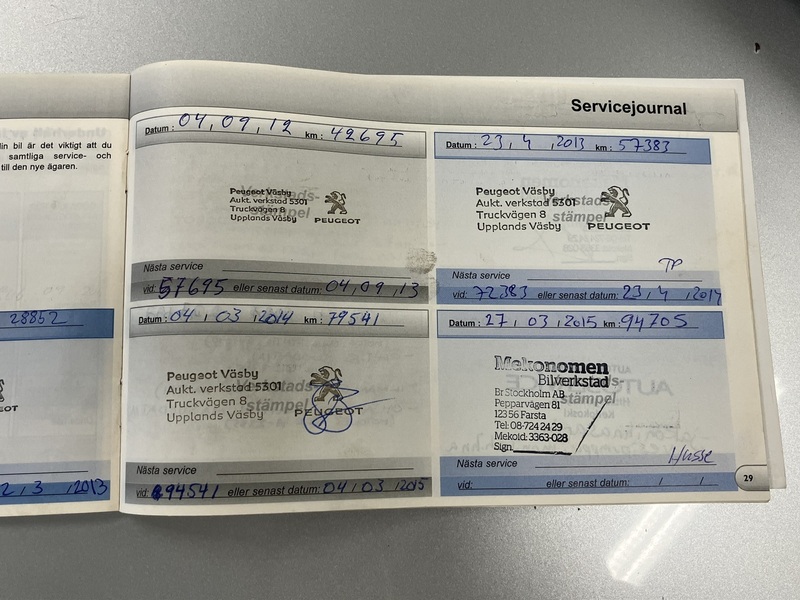 Servicejournal
din bil är det viktigt att du
samtliga service- och
till den nye ägaren.
28852
2, 3, 2013
Datum: 04, 09, 12 km: 42695
Peugeot Väsby
Aukt. verkstad 5301
Truckvägen 8
Upplands Väsby
PEUGEOT
Nästa service
vid: 57695 eller senast datum: 04, 09, 13
Datum: 23, 4, 2013 km: 57383
Peugeot Väsby
Aukt. verkstad 5301
Truckvägen 8
Upplands Väsby
stämpel
PEUGEOT
Nästa service TP
vid: 72383 eller senast datum: 23, 4, 2014
Datum: 04, 03, 2014 km: 79541
Peugeot Väsby
Aukt. verkstad 5301
Truckvägen 8
Upplands Väsby
stämpel
PEUGEOT
Nästa service
vid: 94541 eller senast datum: 04, 03, 2015
Datum: 27, 03, 2015 km: 94705
Mekonomen
Bilverkstad
stämpel
Br Stockholm AB
Pepparvägen 81
123 56 Farsta
Tel: 08-724 24 29
Mekoid: 3363-028
Sign
Nästa service Husse
vid: eller senast datum: / /
29